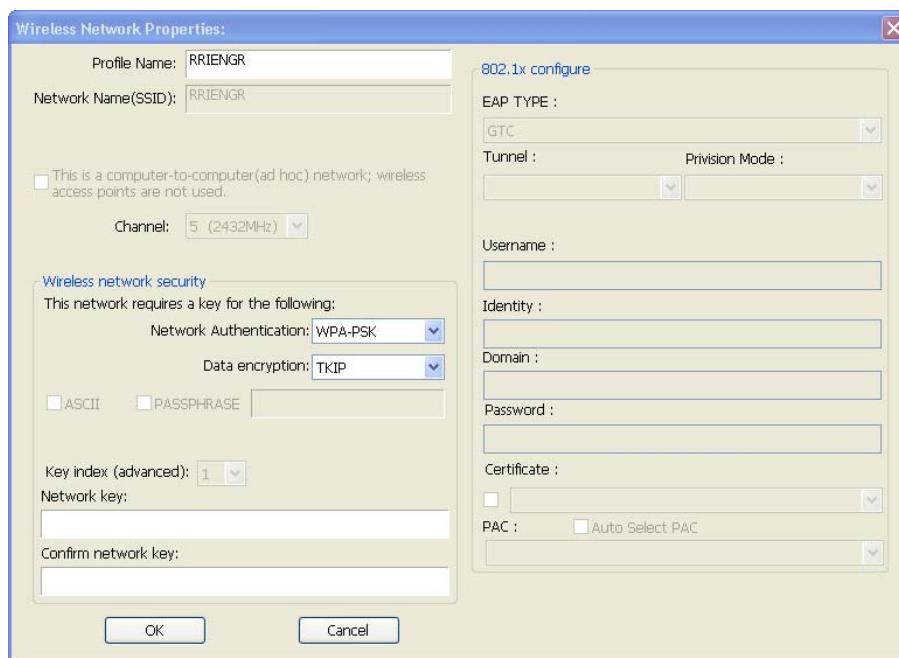 Wireless Network Properties:
Profile Name: RRIENGR
Network Name(SSID): RRIENGR
This is a computer-to-computer(ad hoc) network; wireless
access points are not used.
Channel: 5 (2432MHz)
Wireless network security
This network requires a key for the following:
Network Authentication: WPA-PSK
Data encryption: TKIP
ASCII PASSPHRASE
Key index (advanced): 1
Network key:
Confirm network key:
OK Cancel
802.1x configure
EAP TYPE :
GTC
Tunnel : Privision Mode :
Username :
Identity :
Domain :
Password :
Certificate :
PAC : Auto Select PAC